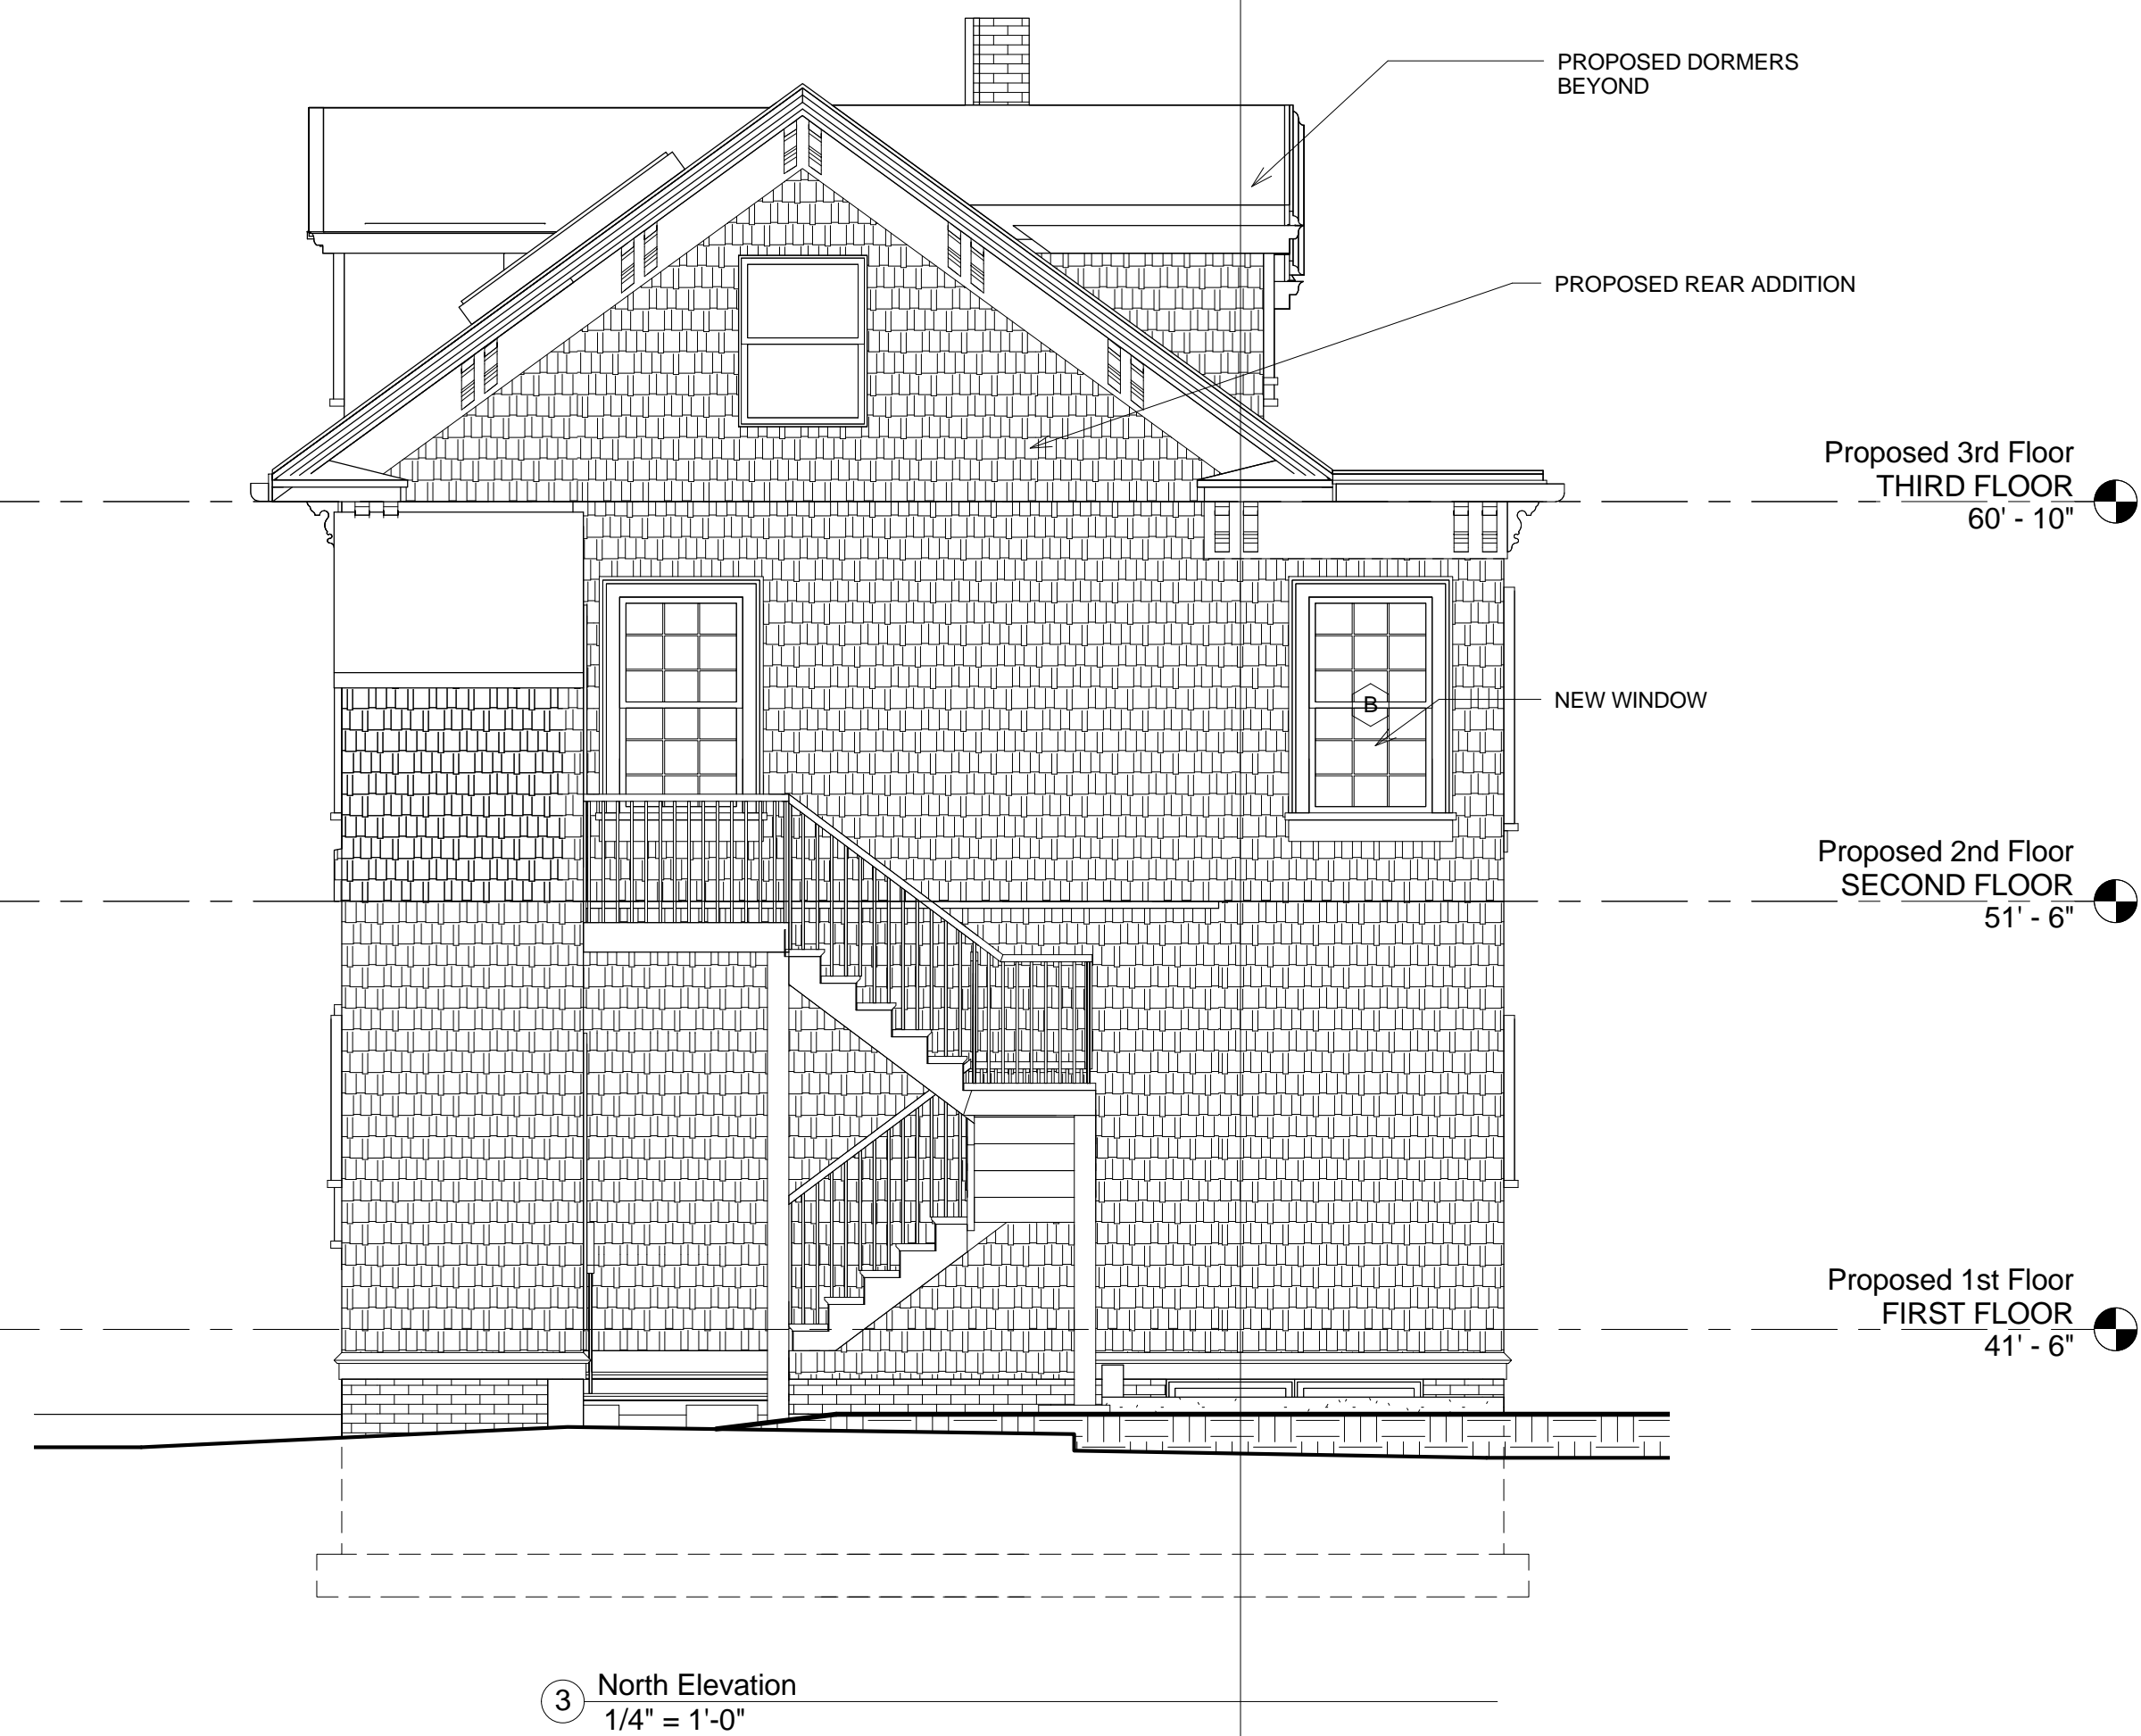 PROPOSED DORMERS
BEYOND
PROPOSED REAR ADDITION
Proposed 3rd Floor
THIRD FLOOR
60' - 10"
B
NEW WINDOW
Proposed 2nd Floor
SECOND FLOOR
51' - 6"
Proposed 1st Floor
FIRST FLOOR
41' - 6"
3
North Elevation
1/4" = 1'-0"